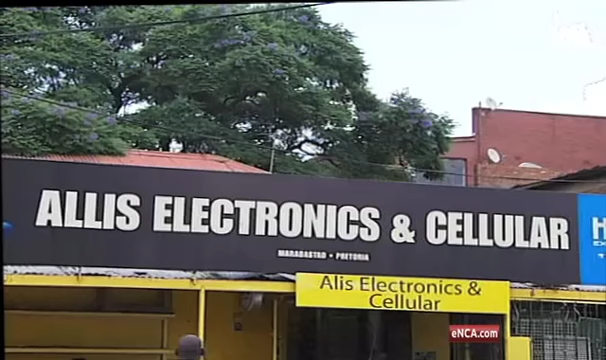 ALLIS ELECTRONICS & CELLULAR
MARABASTAD • PRETORIA
H
Alis Electronics &
Cellular
eNCA.com